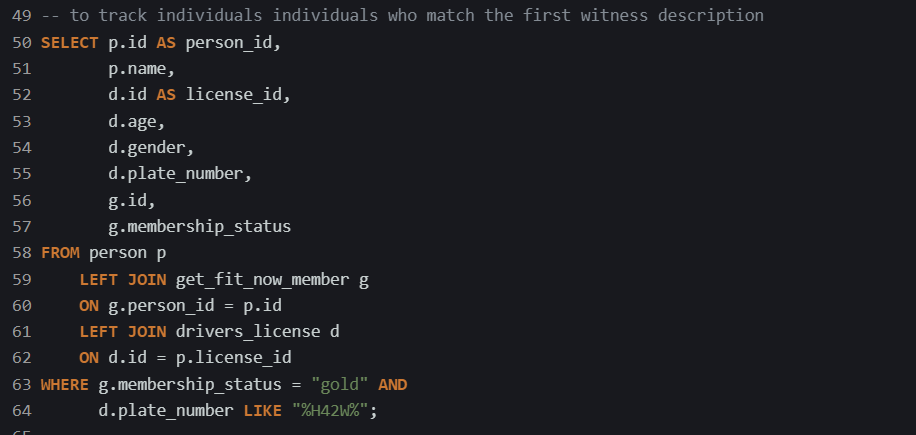 49 -- to track individuals individuals who match the first witness description
50 SELECT p.id AS person_id,
51        p.name,
52        d.id AS license_id,
53        d.age,
54        d.gender,
55        d.plate_number,
56        g.id,
57        g.membership_status
58 FROM person p
59     LEFT JOIN get_fit_now_member g
60     ON g.person_id = p.id
61     LEFT JOIN drivers_license d
62     ON d.id = p.license_id
63 WHERE g.membership_status = "gold" AND
64       d.plate_number LIKE "%H42W%";